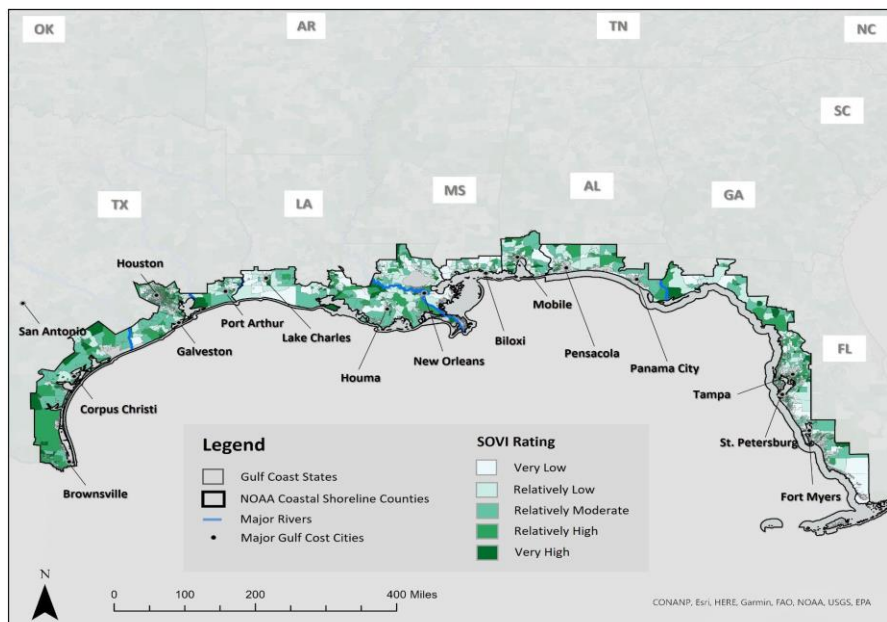 OK
AR
TN
NC
SC
TX
LA
MS
AL
GA
FL
Houston
San Antonio
Port Arthur
Galveston
Lake Charles
Corpus Christi
Houma
New Orleans
Biloxi
Mobile
Pensacola
Panama City
Tampa
St. Petersburg
Fort Myers
Brownsville
Legend
Gulf Coast States
NOAA Coastal Shoreline Counties
Major Rivers
Major Gulf Cost Cities
SOVI Rating
Very Low
Relatively Low
Relatively Moderate
Relatively High
Very High
N
0 100 200 400 Miles
CONANP, Esri, HERE, Garmin, FAO, NOAA, USGS, EPA